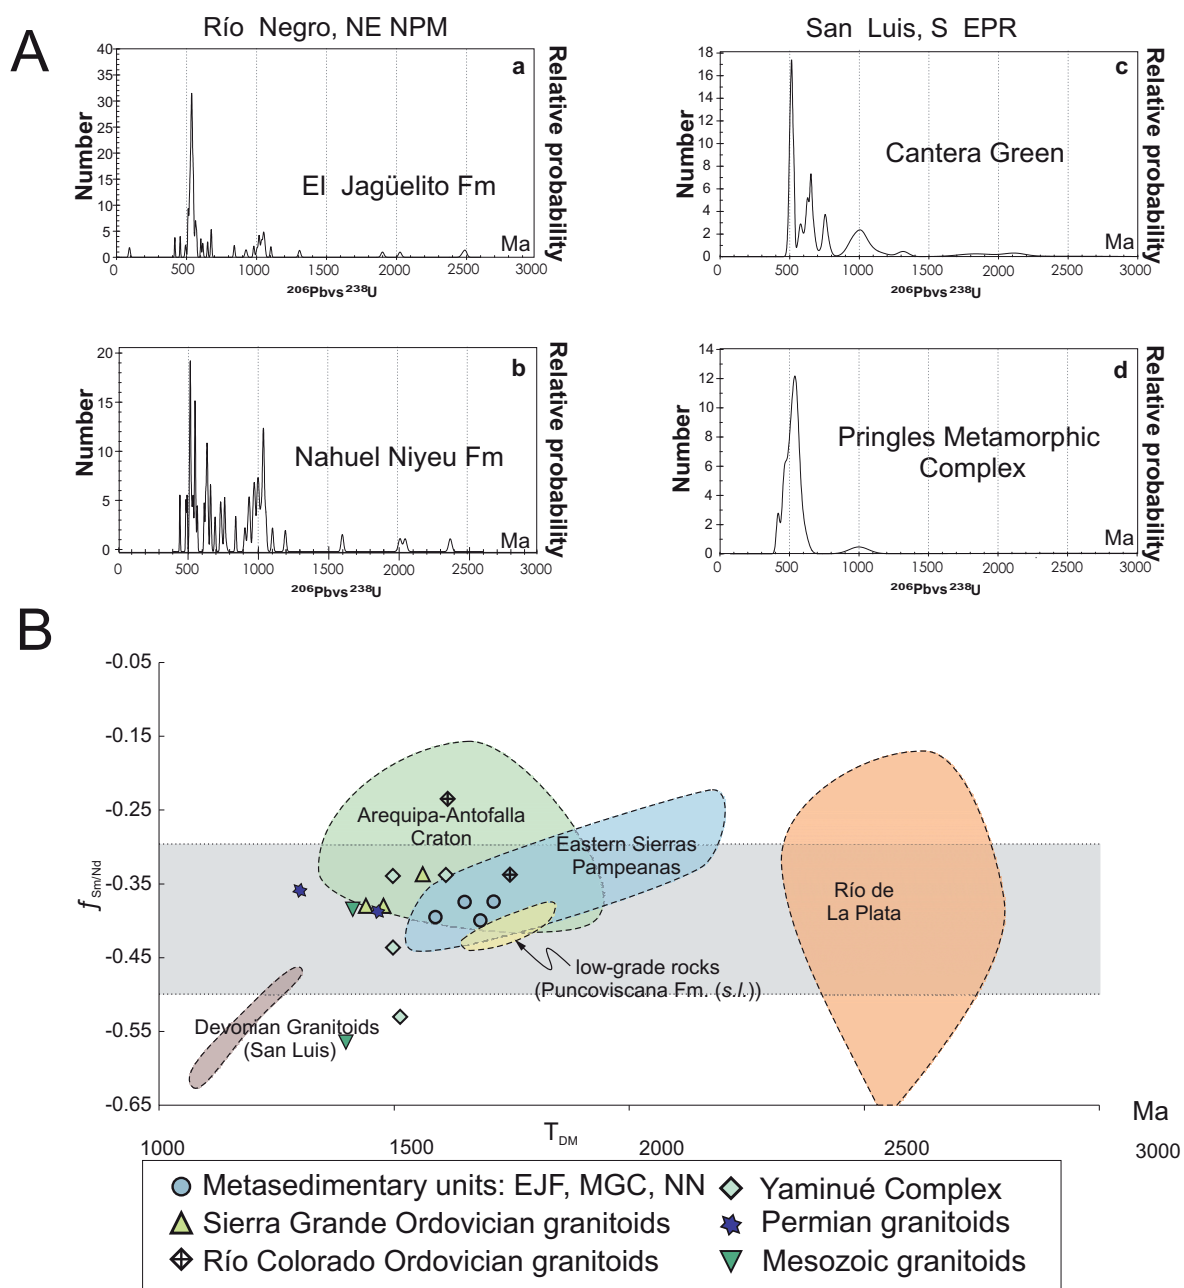 A
Río Negro, NE NPM
San Luis, S EPR
40
35
30
25
20
15
10
5
0
Number
a
El Jagüelito Fm
Ma
Relative probability
0 500 1000 1500 2000 2500 3000
206Pbvs238U
18
16
14
12
10
8
6
4
2
0
Number
c
Cantera Green
Ma
Relative probability
0 500 1000 1500 2000 2500 3000
206Pbvs238U
20
15
10
5
0
Number
b
Nahuel Niyeu Fm
Ma
Relative probability
0 500 1000 1500 2000 2500 3000
206Pbvs238U
14
12
10
8
6
4
2
0
Number
d
Pringles Metamorphic
Complex
Ma
Relative probability
0 500 1000 1500 2000 2500 3000
206Pbvs238U
B
-0.05
-0.15
-0.25
-0.35
-0.45
-0.55
-0.65
f Sm/Nd
Arequipa-Antofalla
Craton
Eastern Sierras
Pampeanas
Río de
La Plata
low-grade rocks
(Puncoviscana Fm. (s.l.))
Devonian Granitoids
(San Luis)
Ma
TDM
1000 1500 2000 2500 3000
Metasedimentary units: EJF, MGC, NN
Yaminué Complex
Sierra Grande Ordovician granitoids
Permian granitoids
Río Colorado Ordovician granitoids
Mesozoic granitoids